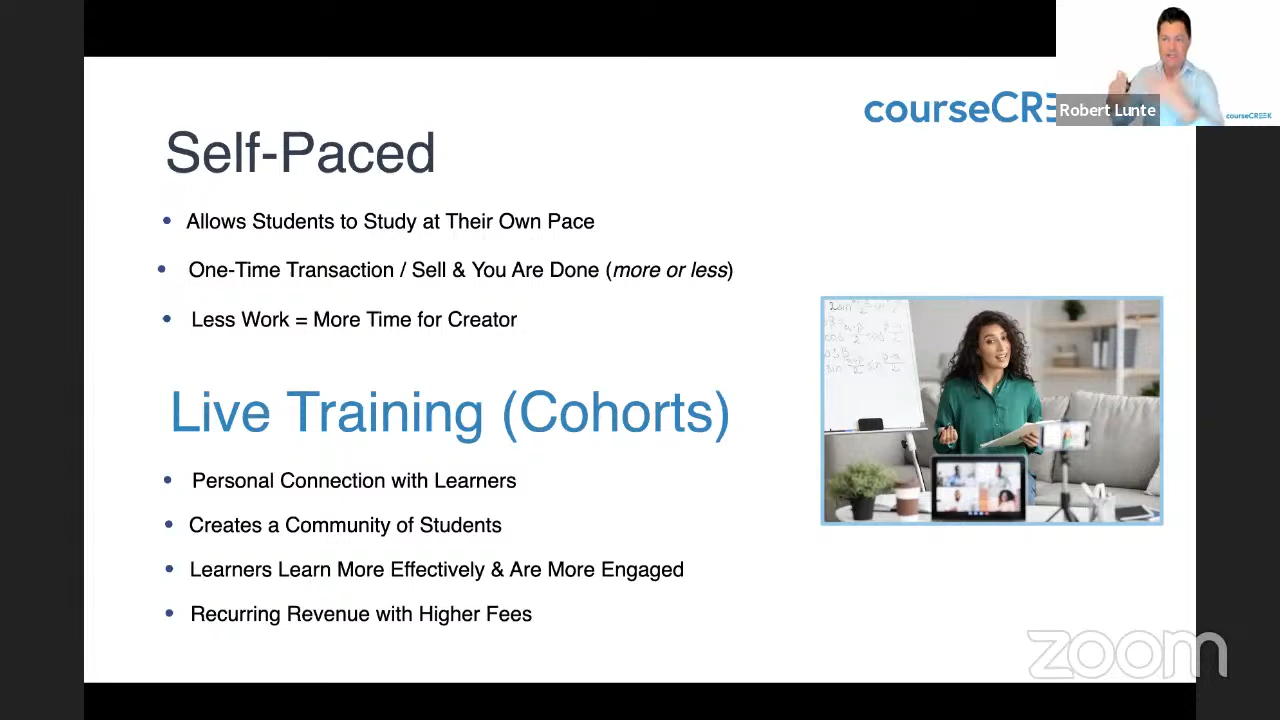 courseCRE
Robert Lunte
courseCREEK
Self-Paced
• Allows Students to Study at Their Own Pace
• One-Time Transaction / Sell & You Are Done (more or less)
• Less Work = More Time for Creator
Live Training (Cohorts)
• Personal Connection with Learners
• Creates a Community of Students
• Learners Learn More Effectively & Are More Engaged
• Recurring Revenue with Higher Fees
zoom